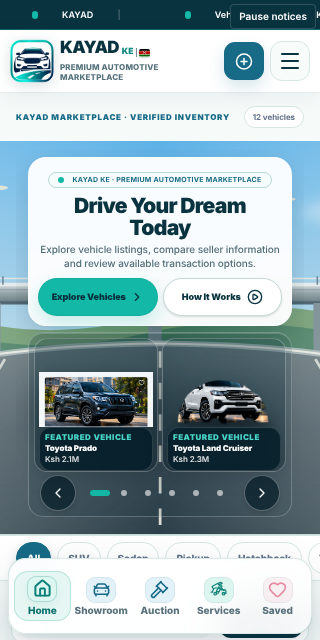 KAYAD
Pause notices
KAYAD KE
PREMIUM AUTOMOTIVE
MARKETPLACE
KAYAD MARKETPLACE · VERIFIED INVENTORY
12 vehicles
KAYAD KE · PREMIUM AUTOMOTIVE MARKETPLACE
Drive Your Dream
Today
Explore vehicle listings, compare seller information
and review available transaction options.
Explore Vehicles
How It Works
FEATURED VEHICLE
Toyota Prado
Ksh 2.1M
FEATURED VEHICLE
Toyota Land Cruiser
Ksh 2.3M
All
SUV
Sedan
Pickup
Hatchback
Home
Showroom
Auction
Services
Saved